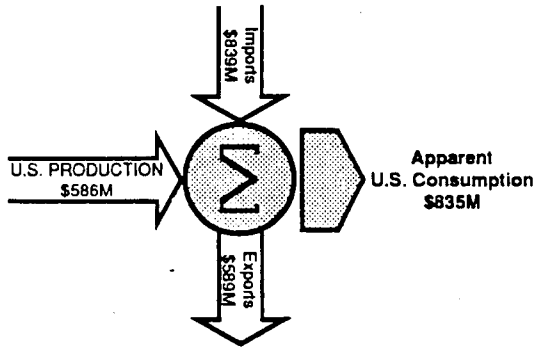 Imports
$839M
U.S. PRODUCTION
$586M
Σ
Apparent
U.S. Consumption
$835M
Exports
$589M